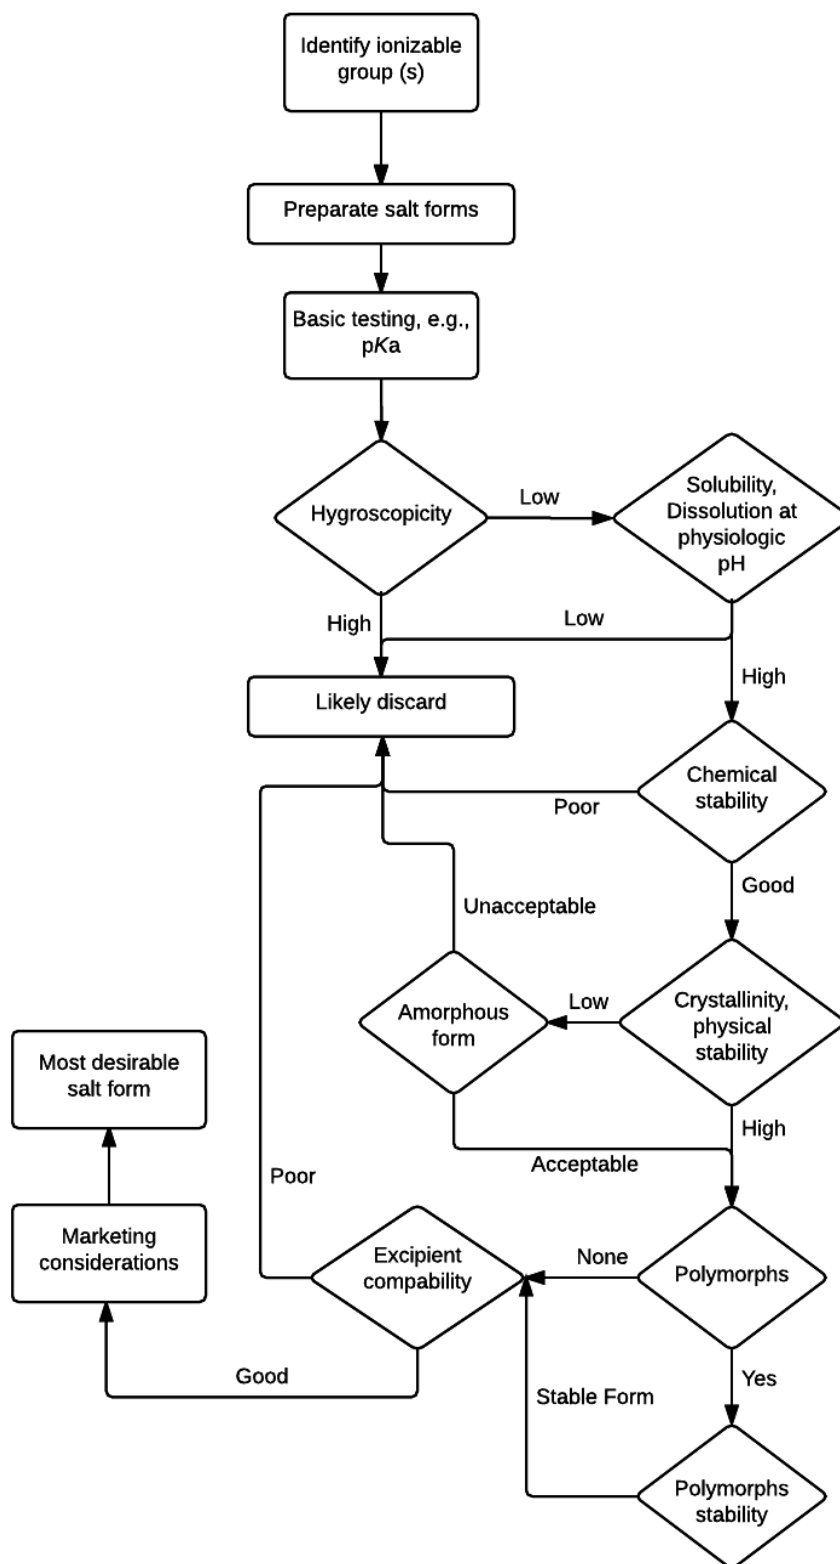 Identify ionizable
group (s)
Preparate salt forms
Basic testing, e.g.,
pKa
Hygroscopicity
Low
Solubility,
Dissolution at
physiologic
pH
High
Low
Likely discard
High
Chemical
stability
Poor
Good
Unacceptable
Amorphous
form
Low
Crystallinity,
physical
stability
Most desirable
salt form
High
Acceptable
Poor
Marketing
considerations
Excipient
compability
None
Polymorphs
Good
Yes
Stable Form
Polymorphs
stability